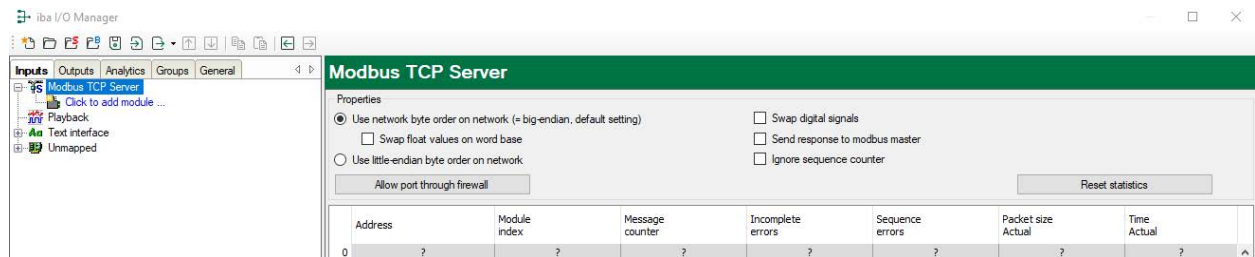 iba I/O Manager
Inputs Outputs Analytics Groups General
Modbus TCP Server
Click to add module ...
Playback
Text interface
Unmapped
Modbus TCP Server
Properties
Use network byte order on network (= big-endian, default setting)
Swap float values on word base
Use little-endian byte order on network
Swap digital signals
Send response to modbus master
Ignore sequence counter
Allow port through firewall
Reset statistics
Address
Module
index
Message
counter
Incomplete
errors
Sequence
errors
Packet size
Actual
Time
Actual
0 ? ? ? ? ? ? ?